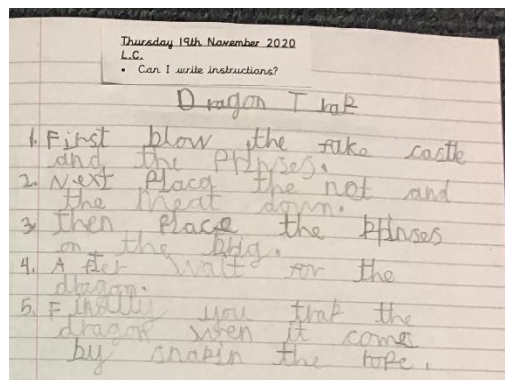 Thursday 19th November 2020
L.C.
• Can I write instructions?
Dragon Trap
1. First blow the fake castle
and the prinses.
2. Next place the net and
the meat down.
3. then place the prinses
on the brig.
4. After wait for the
dragon.
5. Finally you trap the
dragon wen it comes
by snapin the rope.